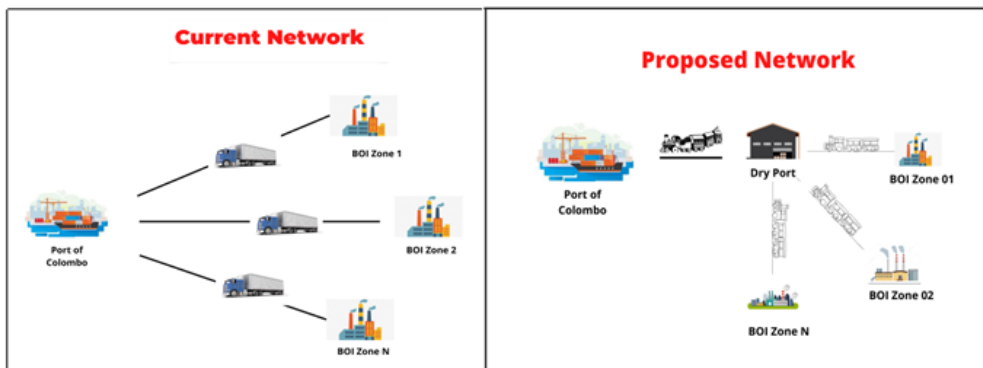 Current Network
BOI Zone 1
Port of
Colombo
BOI Zone 2
BOI Zone N
Proposed Network
Port of
Colombo
Dry Port
BOI Zone 01
BOI Zone 02
BOI Zone N